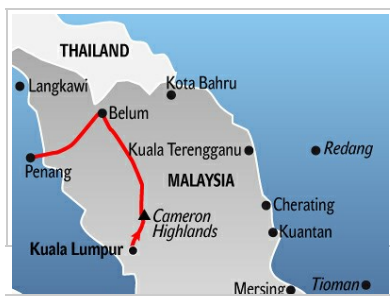 THAILAND
Langkawi
Kota Bahru
Belum
Kuala Terengganu
Redang
Penang
MALAYSIA
Cameron
Highlands
Cherating
Kuantan
Kuala Lumpur
Mersing
Tioman